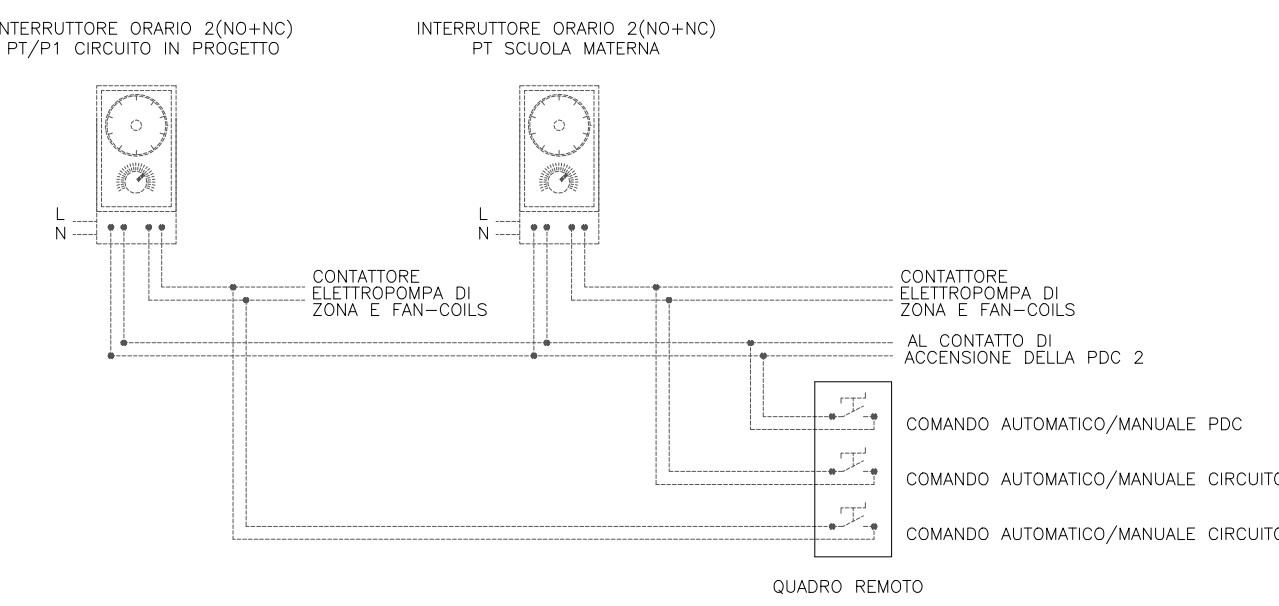 NTERRUTTORE ORARIO 2(NO+NC)
PT/P1 CIRCUITO IN PROGETTO
INTERRUTTORE ORARIO 2(NO+NC)
PT SCUOLA MATERNA
L
N
L
N
CONTATTORE
ELETTROPOMPA DI
ZONA E FAN-COILS
CONTATTORE
ELETTROPOMPA DI
ZONA E FAN-COILS
AL CONTATTO DI
ACCENSIONE DELLA PDC 2
COMANDO AUTOMATICO/MANUALE PDC
COMANDO AUTOMATICO/MANUALE CIRCUITO
COMANDO AUTOMATICO/MANUALE CIRCUITO
QUADRO REMOTO